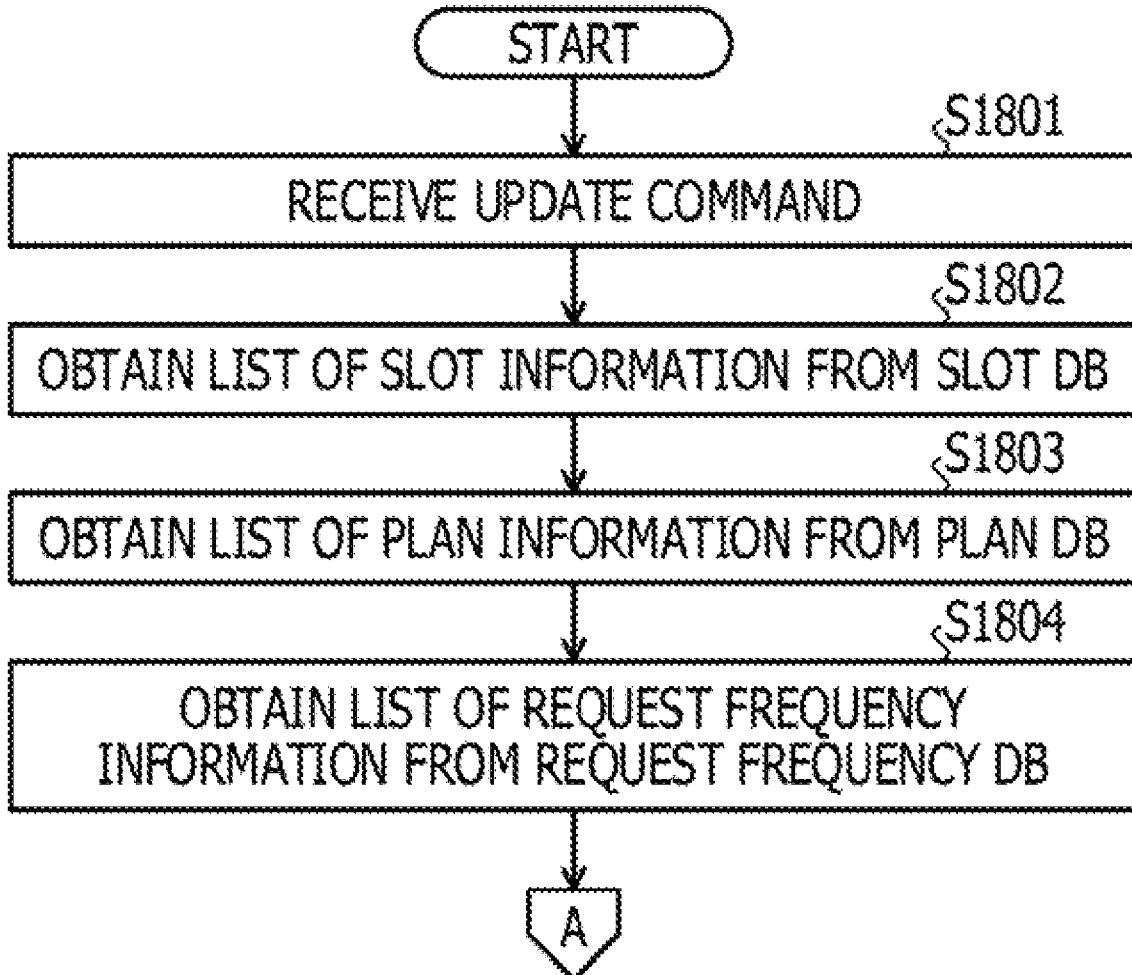 START
S1801
RECEIVE UPDATE COMMAND
S1802
OBTAIN LIST OF SLOT INFORMATION FROM SLOT DB
S1803
OBTAIN LIST OF PLAN INFORMATION FROM PLAN DB
S1804
OBTAIN LIST OF REQUEST FREQUENCY
INFORMATION FROM REQUEST FREQUENCY DB
A